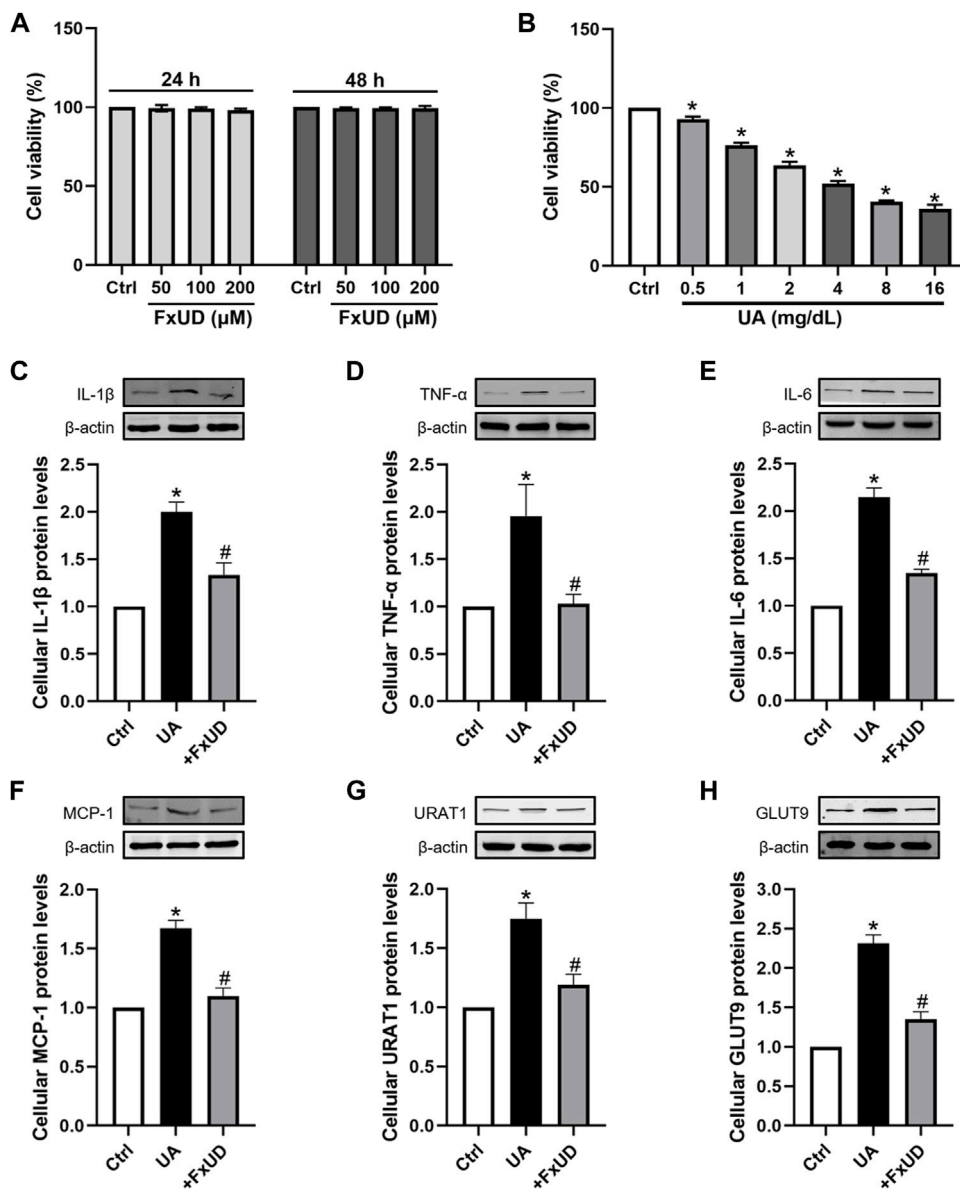 A
Cell viability (%)
150
100
50
0
24 h
48 h
Ctrl 50 100 200 Ctrl 50 100 200
FxUD (μM) FxUD (μM)
B
Cell viability (%)
150
100
50
0
* * * * * *
Ctrl 0.5 1 2 4 8 16
UA (mg/dL)
C
IL-1β
β-actin
Cellular IL-1β protein levels
2.5
2.0
1.5
1.0
0.5
0.0
*
#
Ctrl UA +FxUD
D
TNF-α
β-actin
Cellular TNF-α protein levels
2.5
2.0
1.5
1.0
0.5
0.0
*
#
Ctrl UA +FxUD
E
IL-6
β-actin
Cellular IL-6 protein levels
2.5
2.0
1.5
1.0
0.5
0.0
*
#
Ctrl UA +FxUD
F
MCP-1
β-actin
Cellular MCP-1 protein levels
2.0
1.5
1.0
0.5
0.0
*
#
Ctrl UA +FxUD
G
URAT1
β-actin
Cellular URAT1 protein levels
2.0
1.5
1.0
0.5
0.0
*
#
Ctrl UA +FxUD
H
GLUT9
β-actin
Cellular GLUT9 protein levels
3.0
2.5
2.0
1.5
1.0
0.5
0.0
*
#
Ctrl UA +FxUD